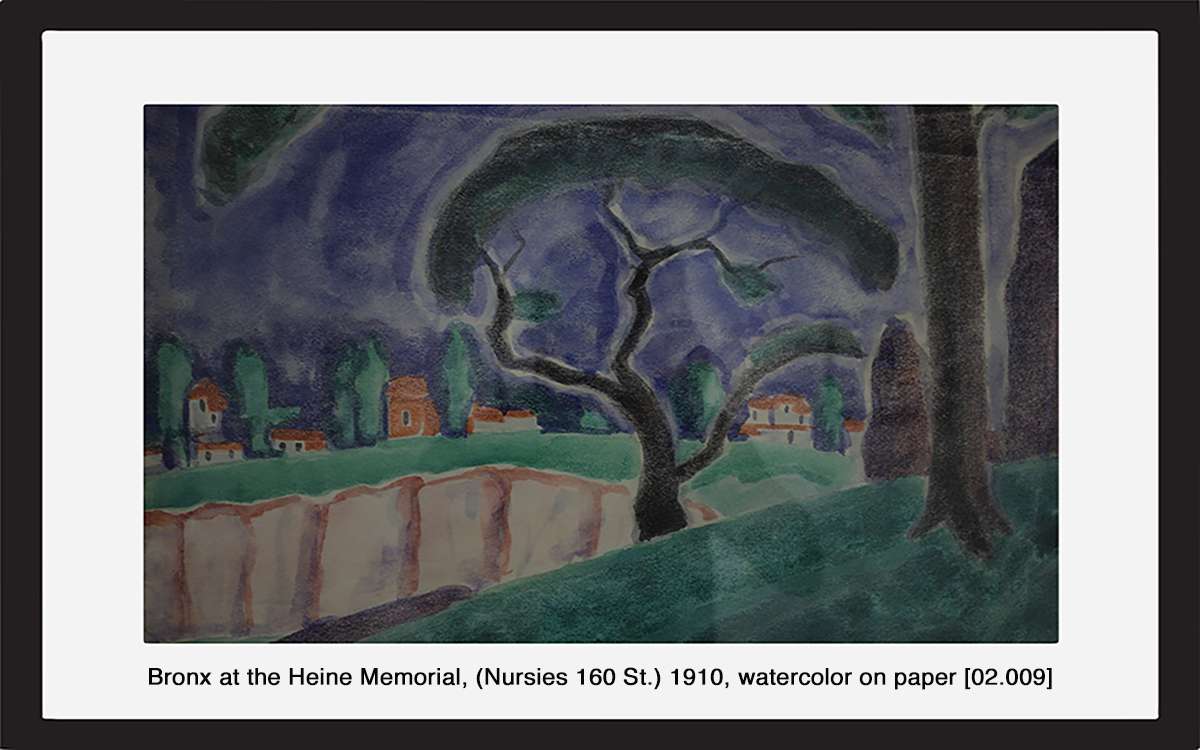 Bronx at the Heine Memorial, (Nursies 160 St.) 1910, watercolor on paper [02.009]